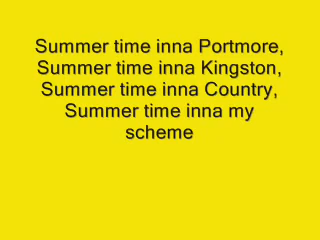 Summer time inna Portmore,
Summer time inna Kingston,
Summer time inna Country,
Summer time inna my
scheme